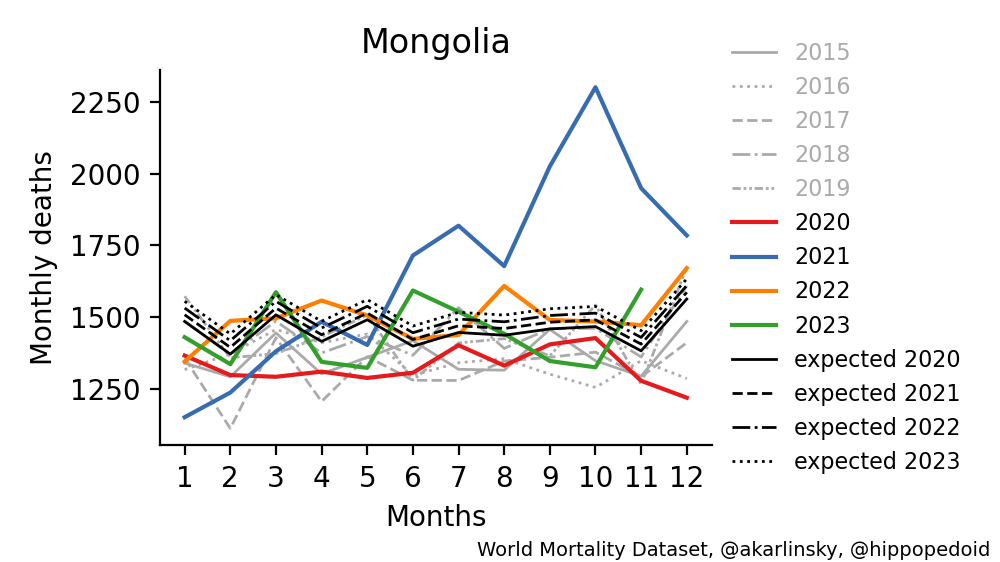 Mongolia
Monthly deaths
2250
2000
1750
1500
1250
1 2 3 4 5 6 7 8 9 10 11 12
Months
2015
2016
2017
2018
2019
2020
2021
2022
2023
expected 2020
expected 2021
expected 2022
expected 2023
World Mortality Dataset, @akarlinsky, @hippopedoid